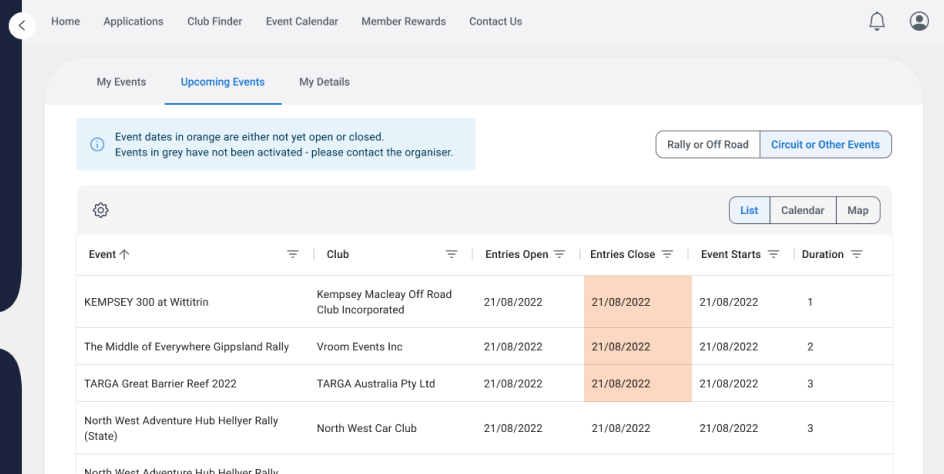 Home Applications Club Finder Event Calendar Member Rewards Contact Us
My Events Upcoming Events My Details
Event dates in orange are either not yet open or closed.
Events in grey have not been activated - please contact the organiser.
Rally or Off Road Circuit or Other Events
List Calendar Map
Event Club Entries Open Entries Close Event Starts Duration
KEMPSEY 300 at Wittitrin Kempsey Macleay Off Road 21/08/2022 21/08/2022 21/08/2022 1
Club Incorporated
The Middle of Everywhere Gippsland Rally Vroom Events Inc 21/08/2022 21/08/2022 21/08/2022 2
TARGA Great Barrier Reef 2022 TARGA Australia Pty Ltd 21/08/2022 21/08/2022 21/08/2022 3
North West Adventure Hub Hellyer Rally North West Car Club 21/08/2022 21/08/2022 21/08/2022 3
(State)
North West Adventure Hub Hellyer Rally